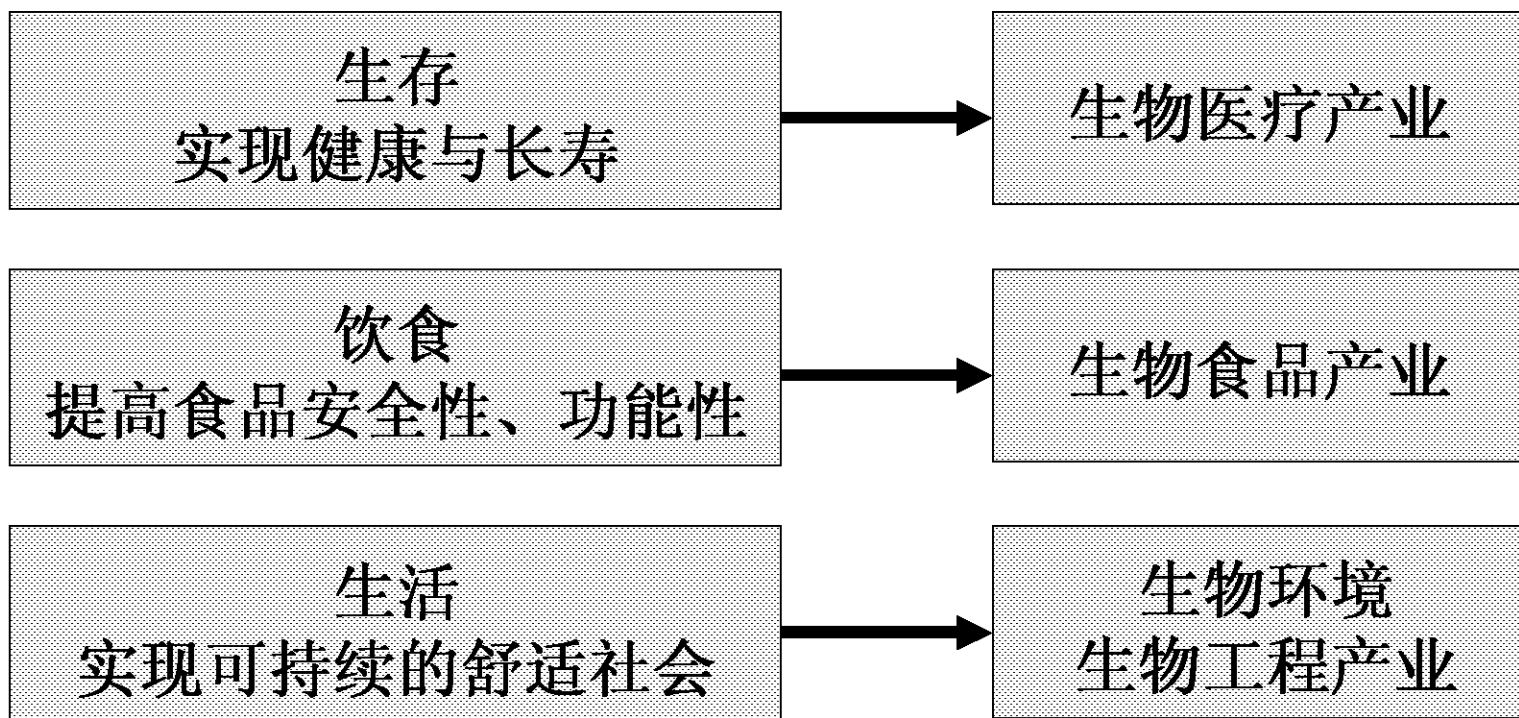 生存
实现健康与长寿
生物医疗产业
饮食
提高食品安全性、功能性
生物食品产业
生活
实现可持续的舒适社会
生物环境
生物工程产业